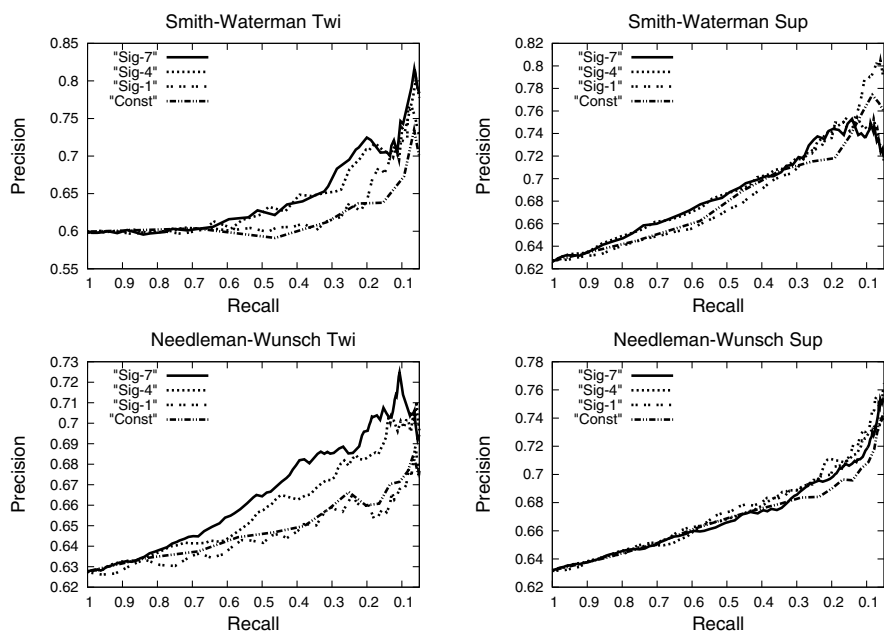 Smith-Waterman Twi
0.85
0.8
0.75
0.7
0.65
0.6
0.55
Precision
"Sig-7"
"Sig-4"
"Sig-1"
"Const"
1 0.9 0.8 0.7 0.6 0.5 0.4 0.3 0.2 0.1
Recall
Smith-Waterman Sup
0.82
0.8
0.78
0.76
0.74
0.72
0.7
0.68
0.66
0.64
0.62
Precision
"Sig-7"
"Sig-4"
"Sig-1"
"Const"
1 0.9 0.8 0.7 0.6 0.5 0.4 0.3 0.2 0.1
Recall
Needleman-Wunsch Twi
0.73
0.72
0.71
0.7
0.69
0.68
0.67
0.66
0.65
0.64
0.63
0.62
Precision
"Sig-7"
"Sig-4"
"Sig-1"
"Const"
1 0.9 0.8 0.7 0.6 0.5 0.4 0.3 0.2 0.1
Recall
Needleman-Wunsch Sup
0.78
0.76
0.74
0.72
0.7
0.68
0.66
0.64
0.62
Precision
"Sig-7"
"Sig-4"
"Sig-1"
"Const"
1 0.9 0.8 0.7 0.6 0.5 0.4 0.3 0.2 0.1
Recall